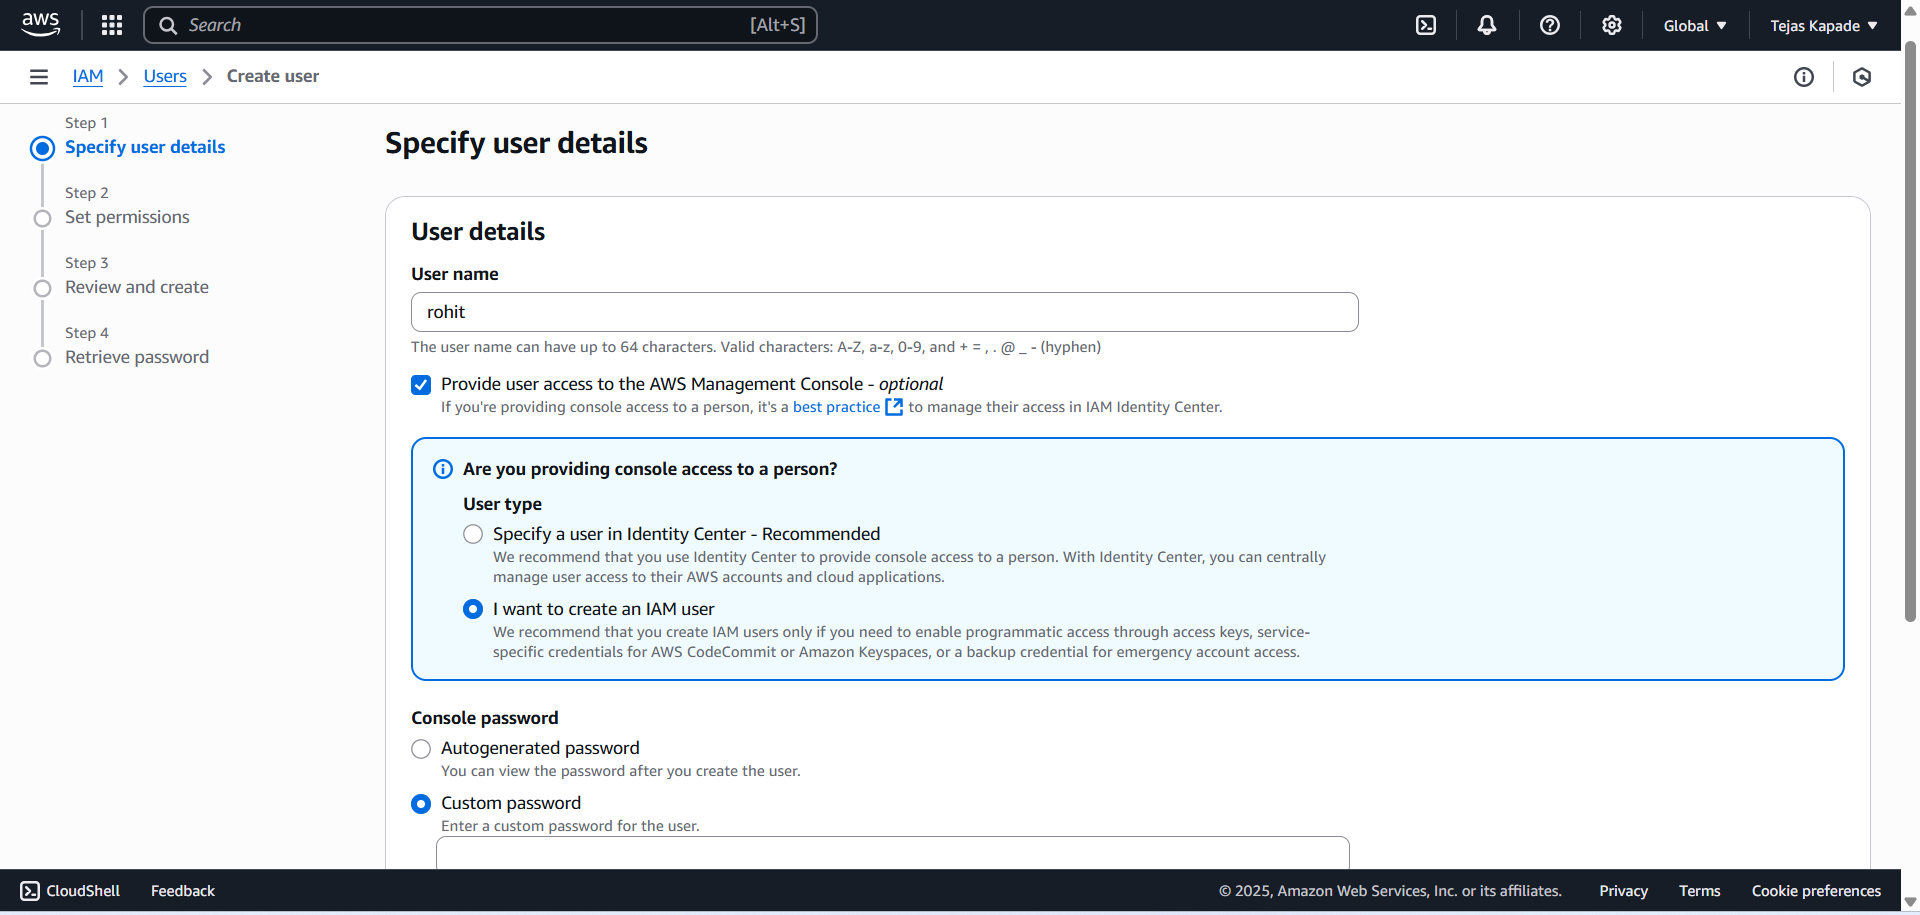 aws
Search [Alt+S]
Global
Tejas Kapade
IAM
Users
Create user
Step 1
Specify user details
Step 2
Set permissions
Step 3
Review and create
Step 4
Retrieve password
Specify user details
User details
User name
rohit
The user name can have up to 64 characters. Valid characters: A-Z, a-z, 0-9, and + = , . @ _ - (hyphen)
Provide user access to the AWS Management Console - optional
If you're providing console access to a person, it's a best practice to manage their access in IAM Identity Center.
Are you providing console access to a person?
User type
Specify a user in Identity Center - Recommended
We recommend that you use Identity Center to provide console access to a person. With Identity Center, you can centrally
manage user access to their AWS accounts and cloud applications.
I want to create an IAM user
We recommend that you create IAM users only if you need to enable programmatic access through access keys, service-
specific credentials for AWS CodeCommit or Amazon Keyspaces, or a backup credential for emergency account access.
Console password
Autogenerated password
You can view the password after you create the user.
Custom password
Enter a custom password for the user.
CloudShell
Feedback
© 2025, Amazon Web Services, Inc. or its affiliates.
Privacy
Terms
Cookie preferences